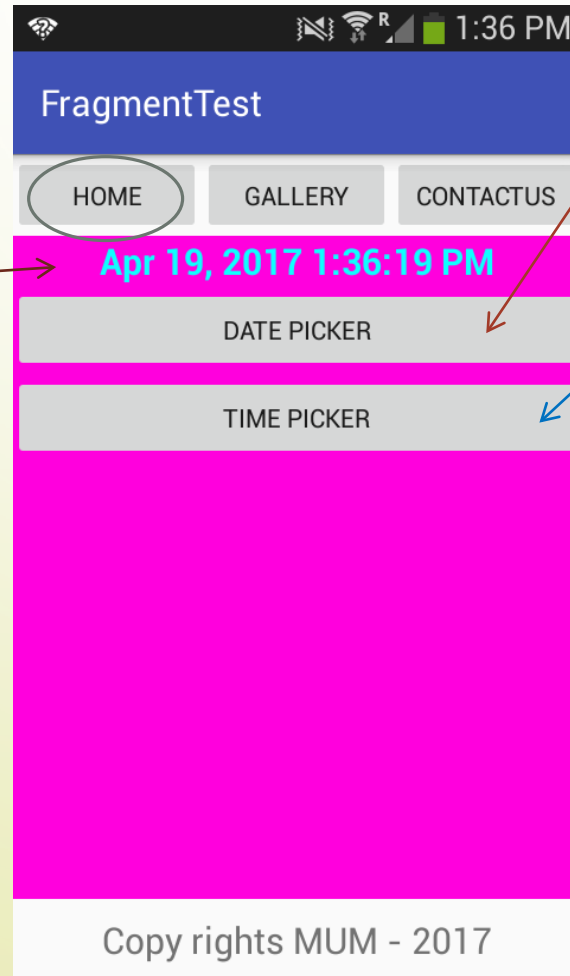 R 1:36 PM
FragmentTest
HOME GALLERY CONTACTUS
Apr 19, 2017 1:36:19 PM
DATE PICKER
TIME PICKER
Copy rights MUM - 2017